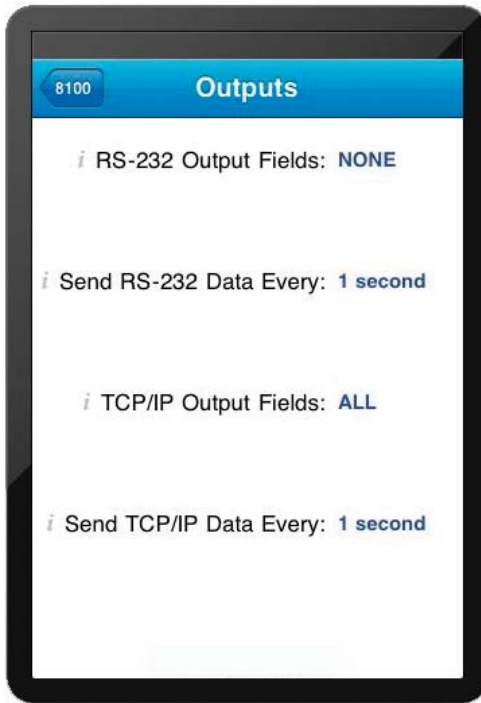 8100 Outputs
i RS-232 Output Fields: NONE
i Send RS-232 Data Every: 1 second
i TCP/IP Output Fields: ALL
i Send TCP/IP Data Every: 1 second